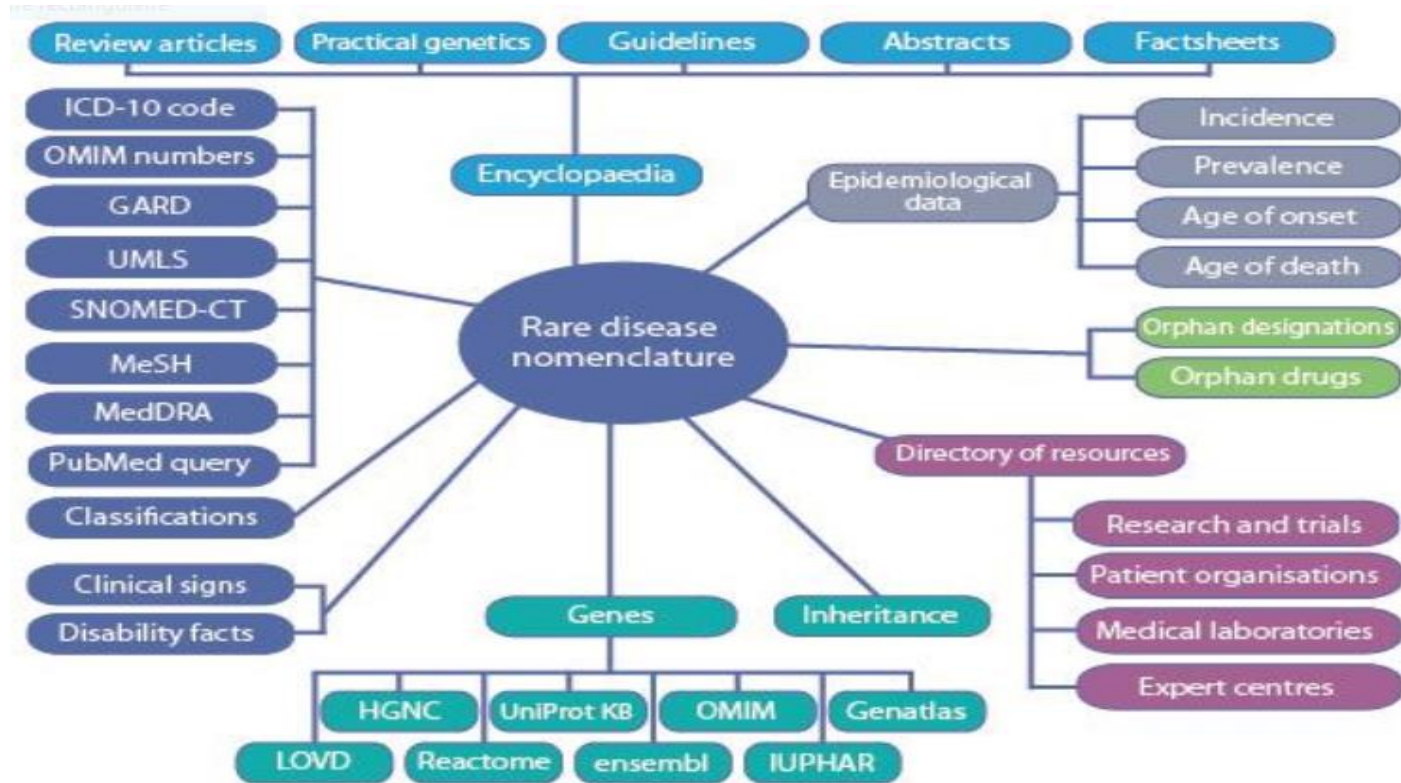 Review articles
Practical genetics
Guidelines
Abstracts
Factsheets
ICD-10 code
OMIM numbers
GARD
UMLS
SNOMED-CT
MeSH
MedDRA
PubMed query
Classifications
Clinical signs
Disability facts
Encyclopaedia
Epidemiological
data
Incidence
Prevalence
Age of onset
Age of death
Rare disease
nomenclature
Orphan designations
Orphan drugs
Directory of resources
Research and trials
Patient organisations
Medical laboratories
Expert centres
Genes
Inheritance
HGNC
UniProt KB
OMIM
Genatlas
LOVD
Reactome
ensembl
IUPHAR